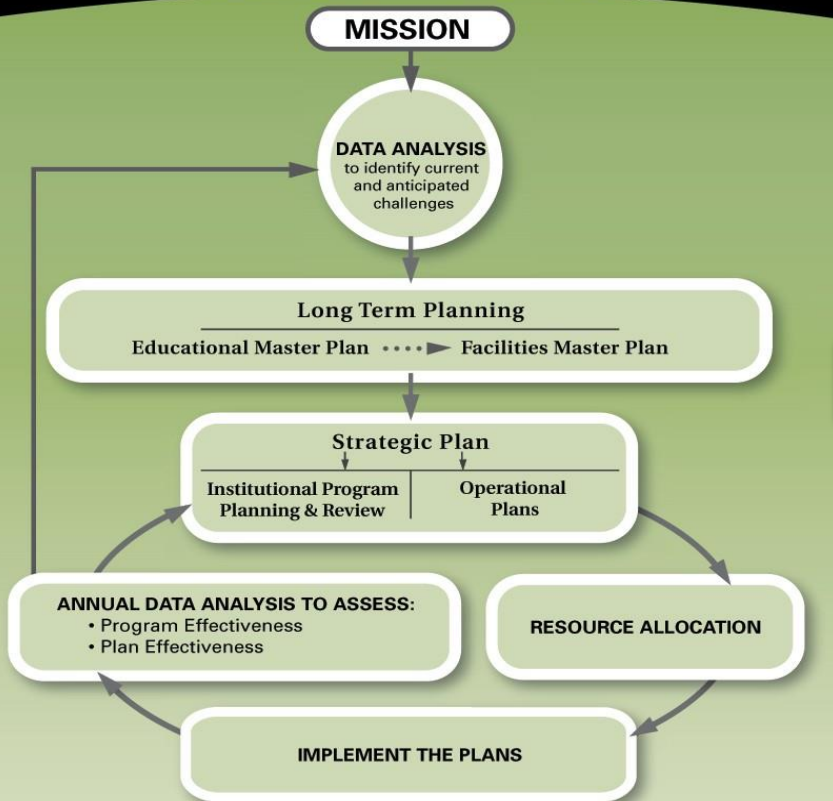 MISSION
DATA ANALYSIS
to identify current
and anticipated
challenges
Long Term Planning
Educational Master Plan Facilities Master Plan
Strategic Plan
Institutional Program
Planning & Review
Operational
Plans
ANNUAL DATA ANALYSIS TO ASSESS:
• Program Effectiveness
• Plan Effectiveness
RESOURCE ALLOCATION
IMPLEMENT THE PLANS